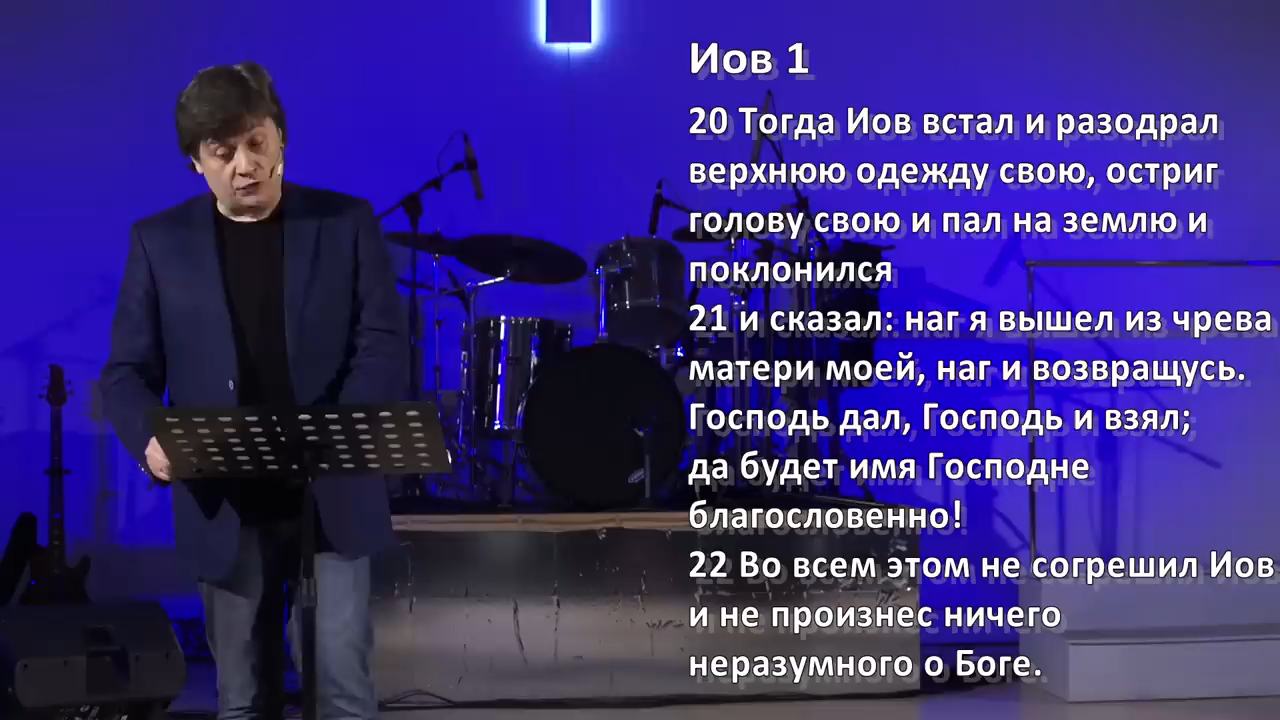 Иов 1
20 Тогда Иов встал и разодрал
верхнюю одежду свою, остриг
голову свою и пал на землю и
поклонился
21 и сказал: наг я вышел из чрева
матери моей, наг и возвращусь.
Господь дал, Господь и взял;
да будет имя Господне
благословенно!
22 Во всем этом не согрешил Иов
и не произнес ничего
неразумного о Боге.